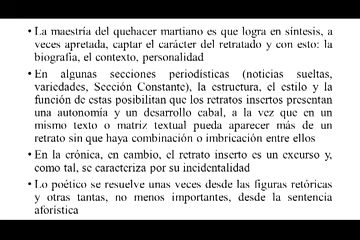 • La maestría del quehacer martiano es que logra en síntesis, a
veces apretada, captar el carácter del retratado y con esto: la
biografía, el contexto, personalidad
• En algunas secciones periodísticas (noticias sueltas,
variedades, Sección Constante), la estructura, el estilo y la
función de estas posibilitan que los retratos insertos presentan
una autonomía y un desarrollo cabal, a la vez que en un
mismo texto o matriz textual pueda aparecer más de un
retrato sin que haya combinación o imbricación entre ellos
• En la crónica, en cambio, el retrato inserto es un excurso y,
como tal, se caracteriza por su incidentalidad
• Lo poético se resuelve unas veces desde las figuras retóricas
y otras tantas, no menos importantes, desde la sentencia
aforística